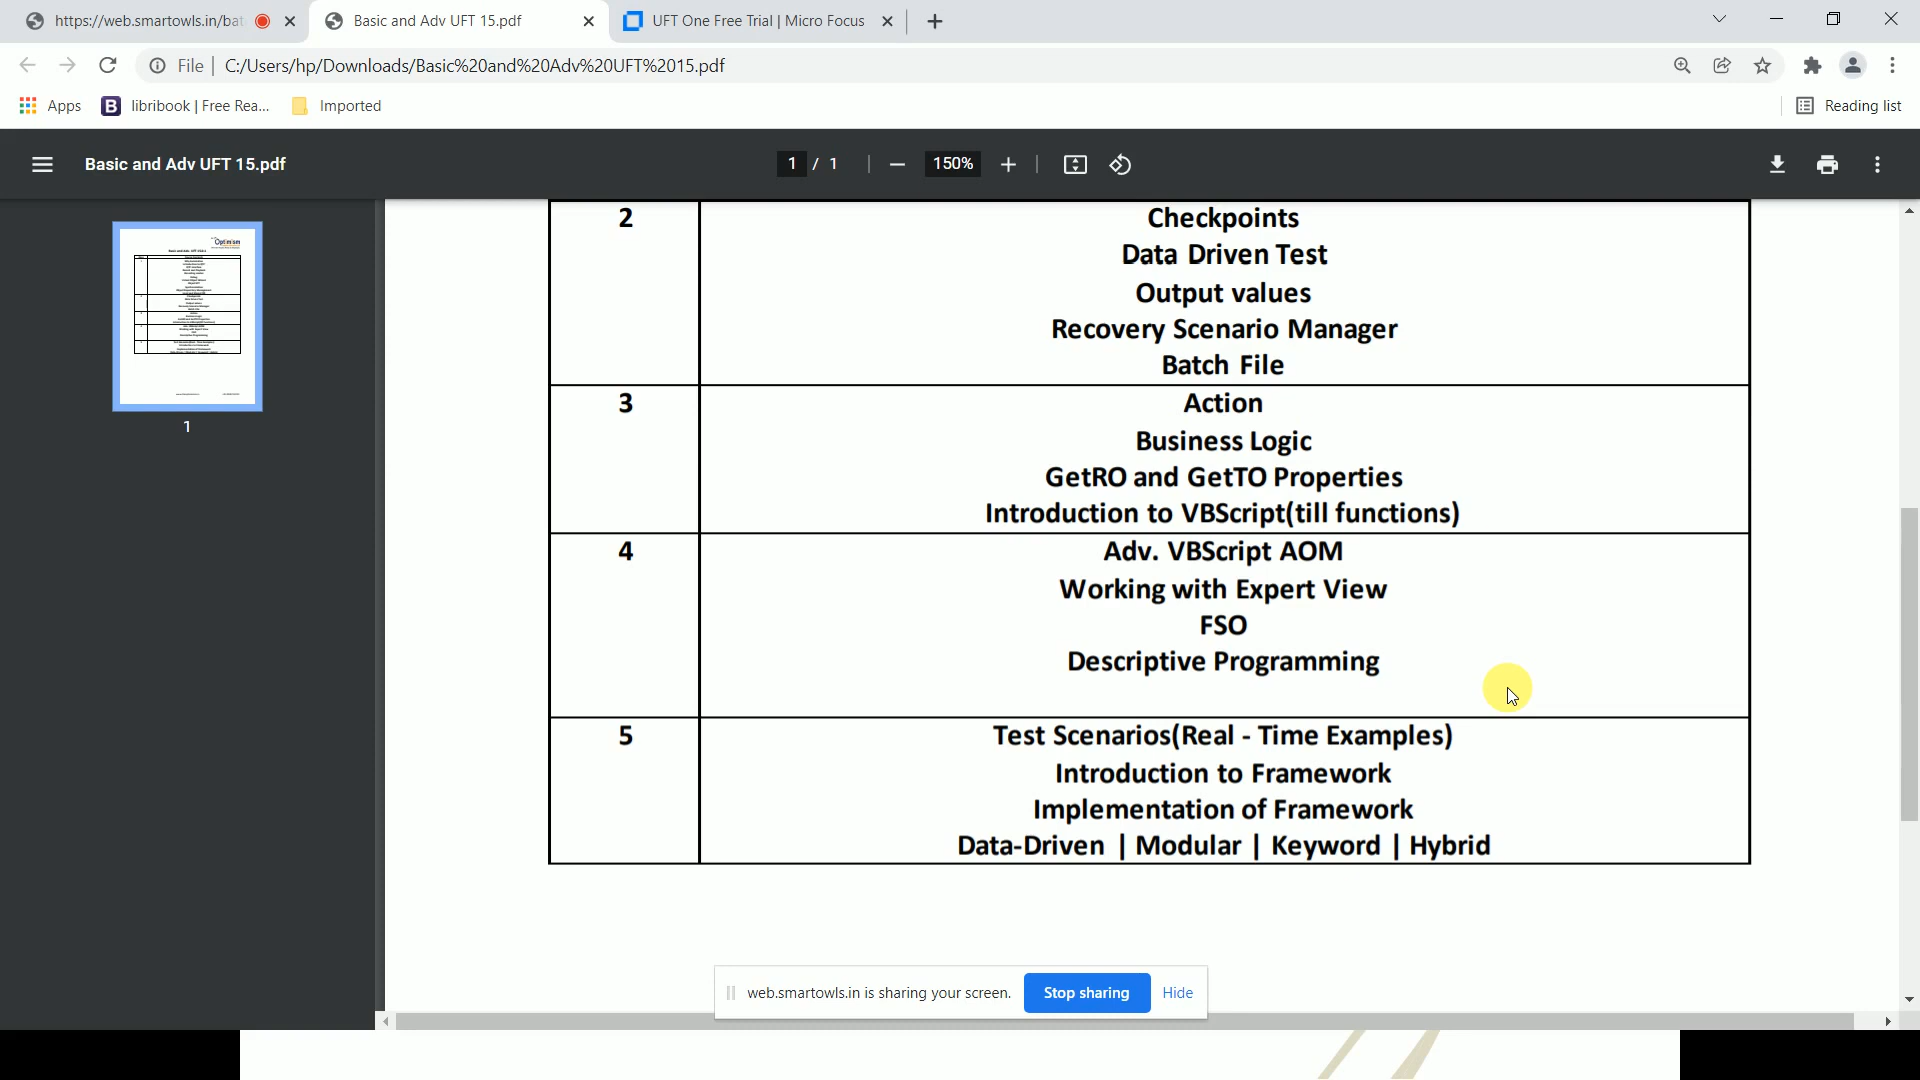 https://web.smartowls.in/bat
Basic and Adv UFT 15.pdf
UFT One Free Trial | Micro Focus
File
C:/Users/hp/Downloads/Basic%20and%20Adv%20UFT%2015.pdf
Apps
B
libribook | Free Rea...
Imported
Reading list
Basic and Adv UFT 15.pdf
1 / 1
150%
Optimism
1
2
Checkpoints
Data Driven Test
Output values
Recovery Scenario Manager
Batch File
3
Action
Business Logic
GetRO and GetTO Properties
Introduction to VBScript(till functions)
4
Adv. VBScript AOM
Working with Expert View
FSO
Descriptive Programming
5
Test Scenarios(Real - Time Examples)
Introduction to Framework
Implementation of Framework
Data-Driven | Modular | Keyword | Hybrid
web.smartowls.in is sharing your screen.
Stop sharing
Hide